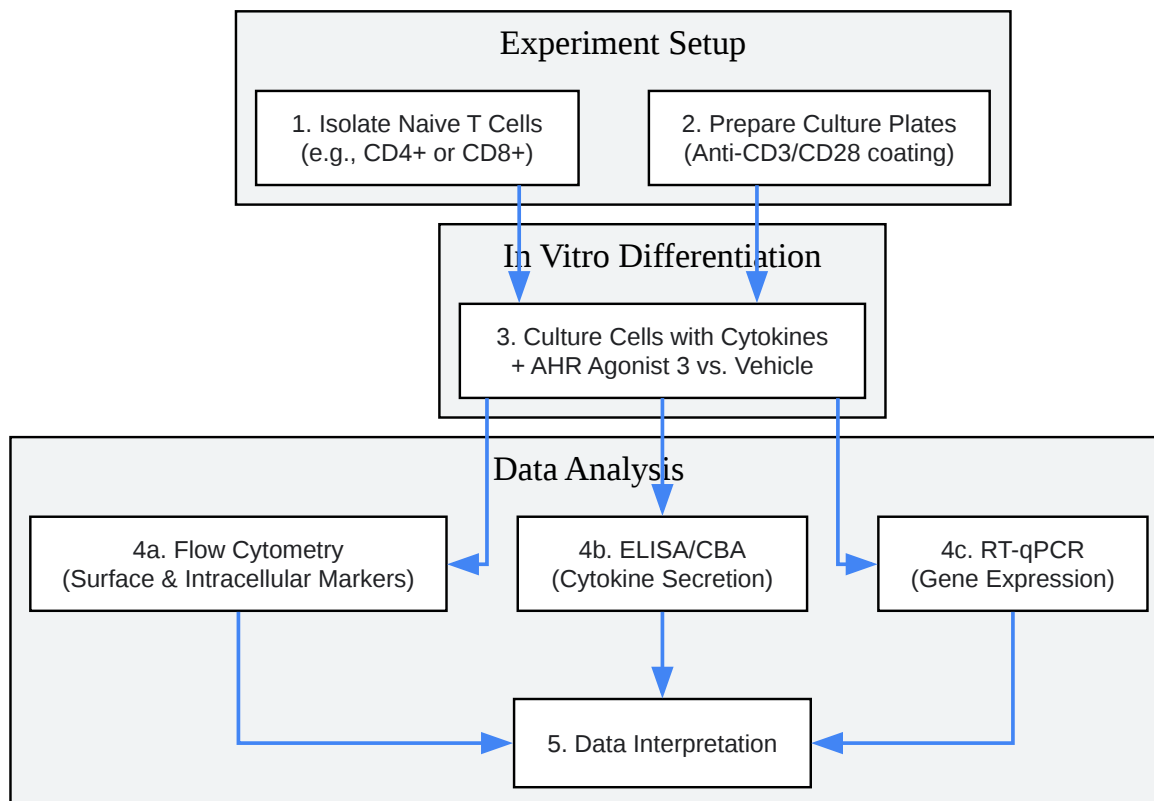 Experiment Setup
1. Isolate Naive T Cells
(e.g., CD4+ or CD8+)
2. Prepare Culture Plates
(Anti-CD3/CD28 coating)
In Vitro Differentiation
3. Culture Cells with Cytokines
+ AHR Agonist 3 vs. Vehicle
Data Analysis
4a. Flow Cytometry
(Surface & Intracellular Markers)
4b. ELISA/CBA
(Cytokine Secretion)
4c. RT-qPCR
(Gene Expression)
5. Data Interpretation